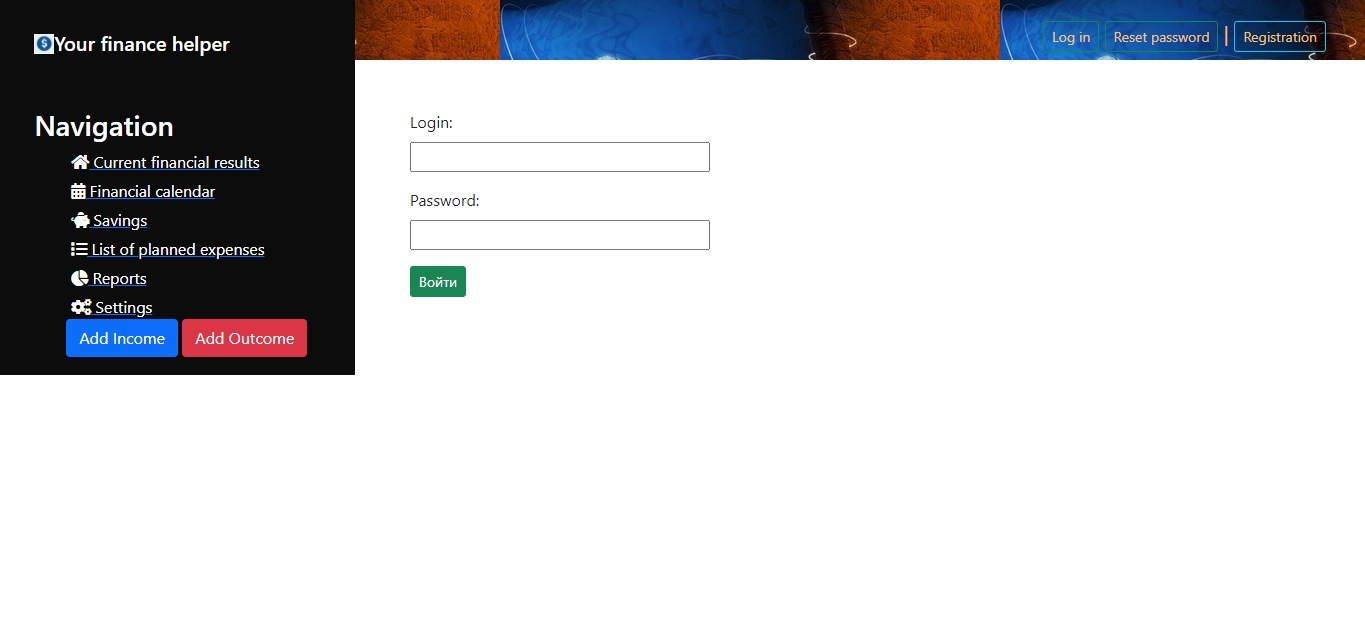 Your finance helper
Log in
Reset password
|
Registration
Navigation
Current financial results
Financial calendar
Savings
List of planned expenses
Reports
Settings
Add Income
Add Outcome
Login:
Password:
Войти